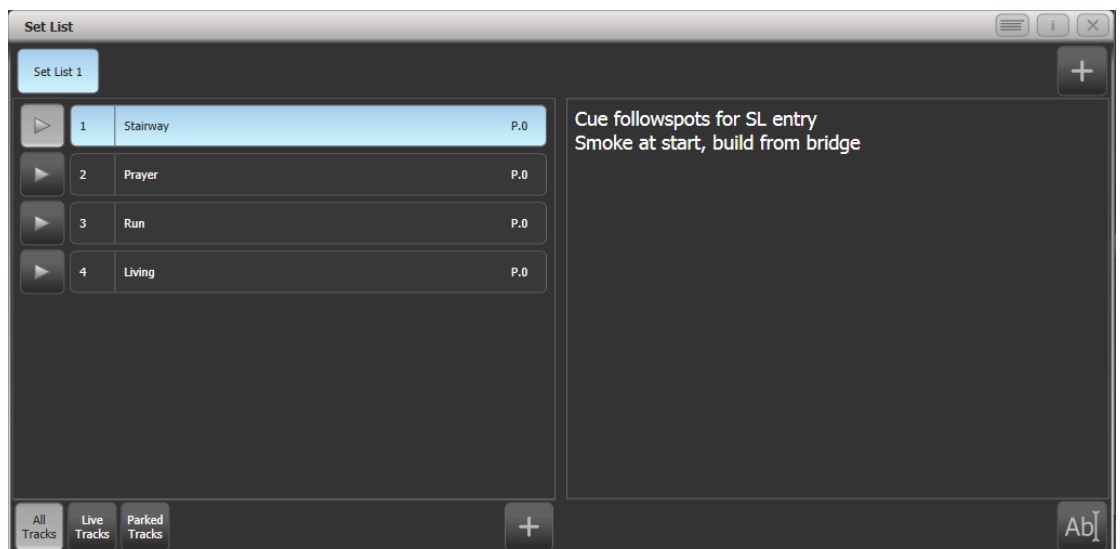 Set List
i
Set List 1
1 Stairway P.0
2 Prayer P.0
3 Run P.0
4 Living P.0
Cue followspots for SL entry
Smoke at start, build from bridge
All Tracks
Live Tracks
Parked Tracks
Ab